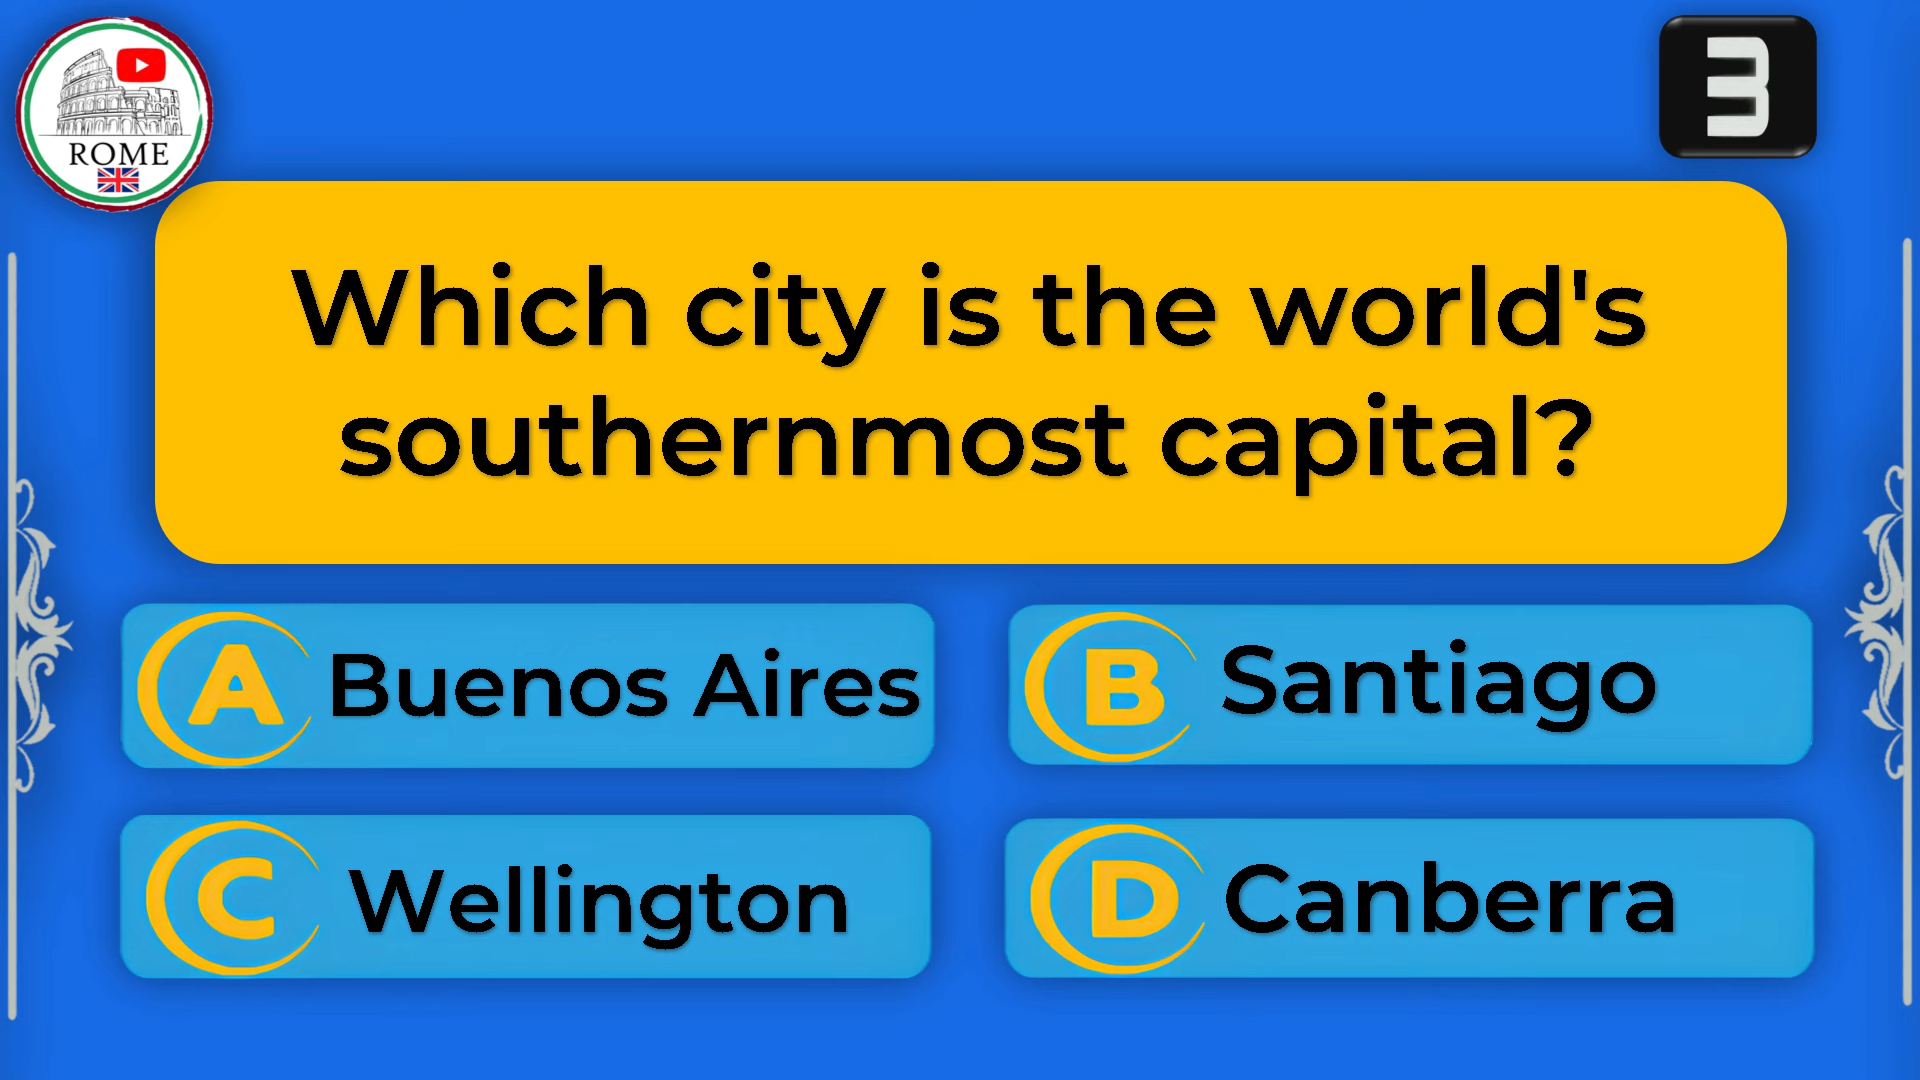 ROME
3
Which city is the world's
southernmost capital?
A Buenos Aires
B Santiago
C Wellington
D Canberra